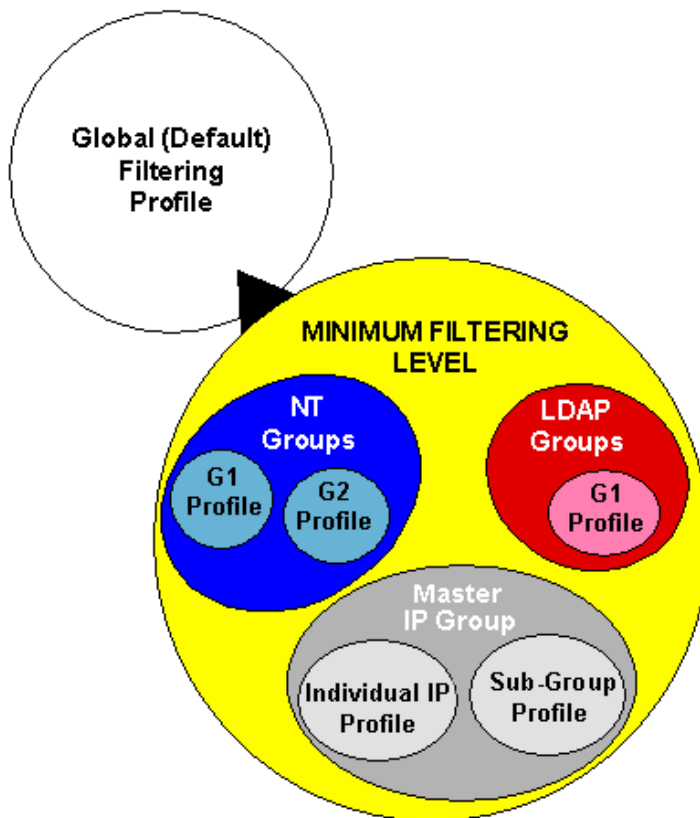 Global (Default)
Filtering
Profile
MINIMUM FILTERING
LEVEL
NT
Groups
G1
Profile
G2
Profile
LDAP
Groups
G1
Profile
Master
IP Group
Individual IP
Profile
Sub-Group
Profile